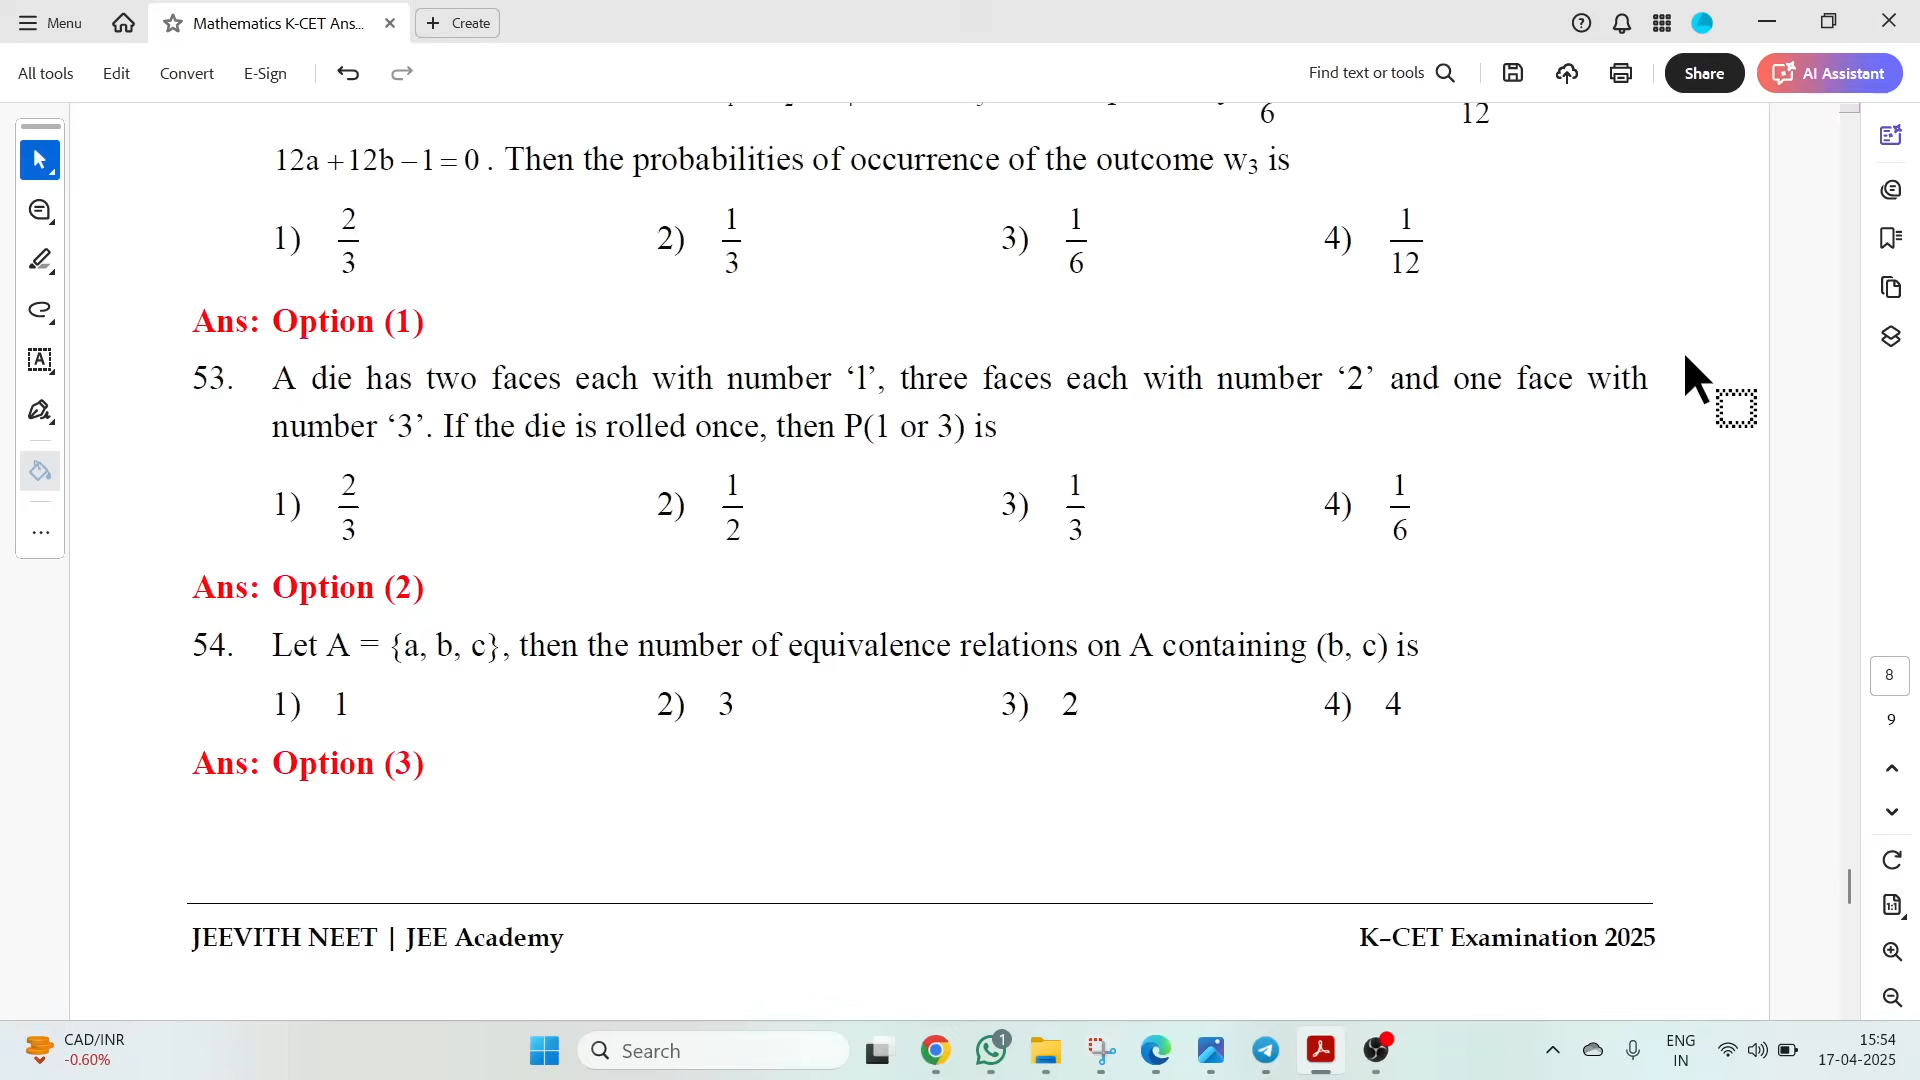 Menu
Mathematics K-CET Ans...
Create
All tools
Edit
Convert
E-Sign
Find text or tools
Share
AI Assistant
6 12
12a + 12b − 1 = 0 . Then the probabilities of occurrence of the outcome w₃ is
1) 2/3 2) 1/3 3) 1/6 4) 1/12
Ans: Option (1)
53. A die has two faces each with number ‘1’, three faces each with number ‘2’ and one face with
number ‘3’. If the die is rolled once, then P(1 or 3) is
1) 2/3 2) 1/2 3) 1/3 4) 1/6
Ans: Option (2)
54. Let A = {a, b, c}, then the number of equivalence relations on A containing (b, c) is
1) 1 2) 3 3) 2 4) 4
Ans: Option (3)
8
9
JEEVITH NEET | JEE Academy K–CET Examination 2025
CAD/INR
-0.60%
Search
1
ENG
IN
15:54
17-04-2025